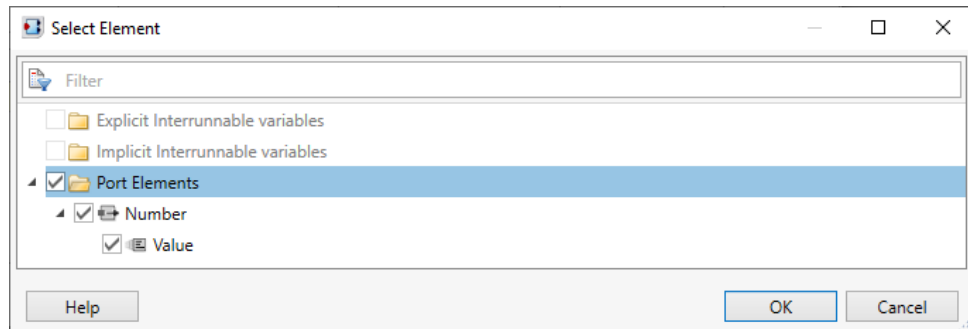 Select Element
Filter
Explicit Interrunnable variables
Implicit Interrunnable variables
Port Elements
Number
Value
Help OK Cancel